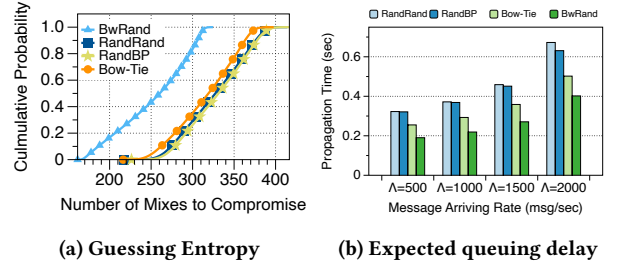 BwRand
RandRand
RandBP
Bow-Tie
Culmulative Probability
1.0
0.8
0.6
0.4
0.2
0
200 250 300 350 400
Number of Mixes to Compromise
(a) Guessing Entropy
RandRand RandBP Bow-Tie BwRand
Propagation Time (sec)
0.6
0.4
0.2
0
Λ=500 Λ=1000 Λ=1500 Λ=2000
Message Arriving Rate (msg/sec)
(b) Expected queuing delay